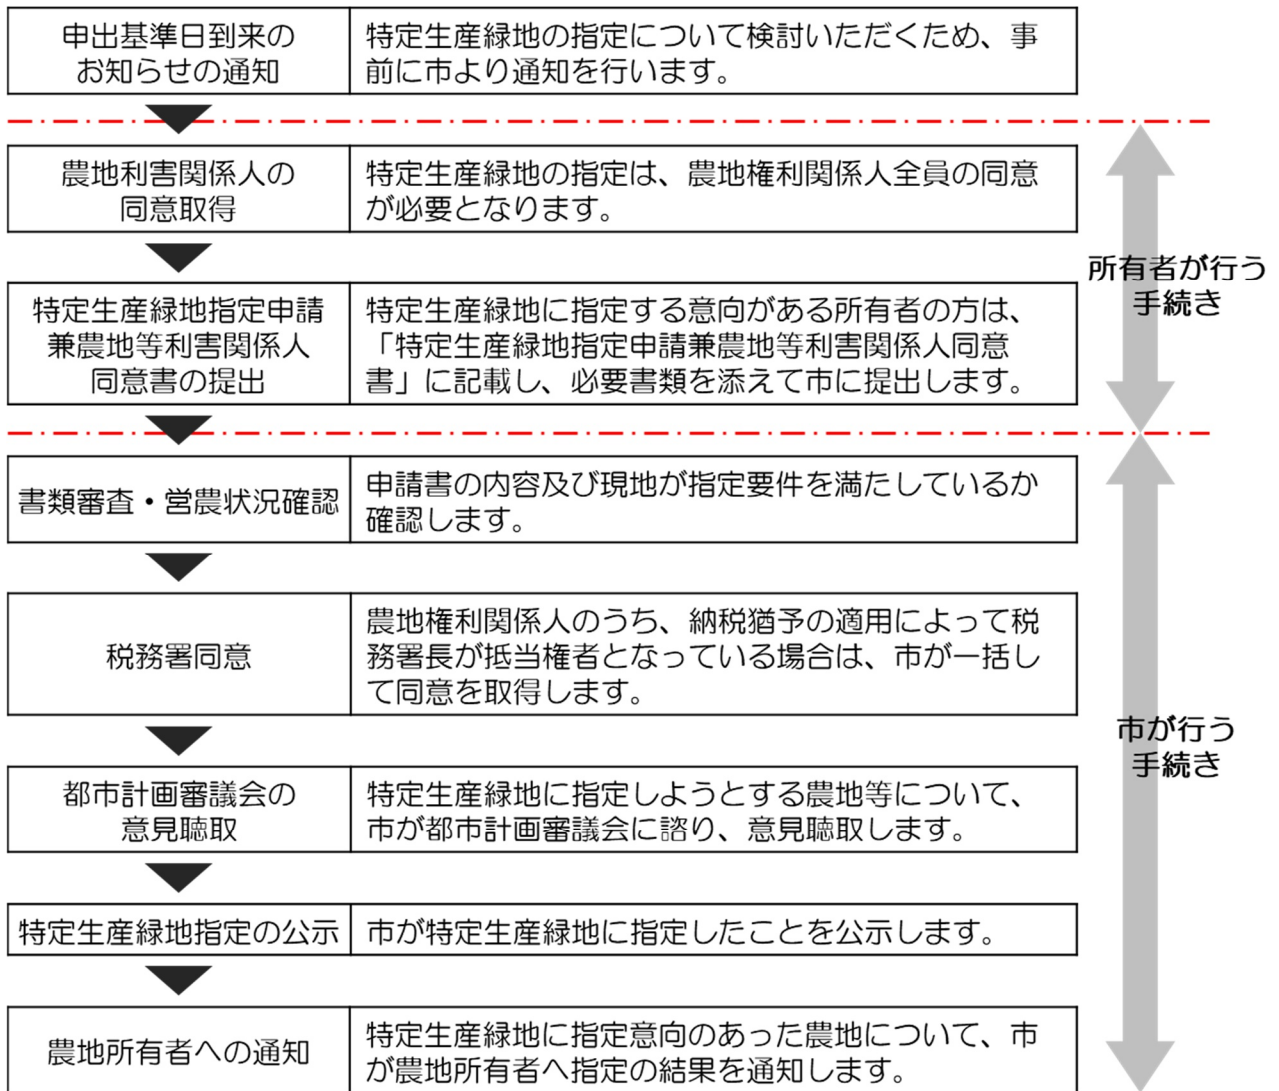 申出基準日到来の
お知らせの通知
特定生産緑地の指定について検討いただくため、事
前に市より通知を行います。
農地利害関係人の
同意取得
特定生産緑地の指定は、農地権利関係人全員の同意
が必要となります。
特定生産緑地指定申請
兼農地等利害関係人
同意書の提出
特定生産緑地に指定する意向がある所有者の方は、
「特定生産緑地指定申請兼農地等利害関係人同意
書」に記載し、必要書類を添えて市に提出します。
所有者が行う
手続き
書類審査・営農状況確認
申請書の内容及び現地が指定要件を満たしているか
確認します。
税務署同意
農地権利関係人のうち、納税猶予の適用によって税
務署長が抵当権者となっている場合は、市が一括し
て同意を取得します。
都市計画審議会の
意見聴取
特定生産緑地に指定しようとする農地等について、
市が都市計画審議会に諮り、意見聴取します。
特定生産緑地指定の公示
市が特定生産緑地に指定したことを公示します。
農地所有者への通知
特定生産緑地に指定意向のあった農地について、市
が農地所有者へ指定の結果を通知します。
市が行う
手続き